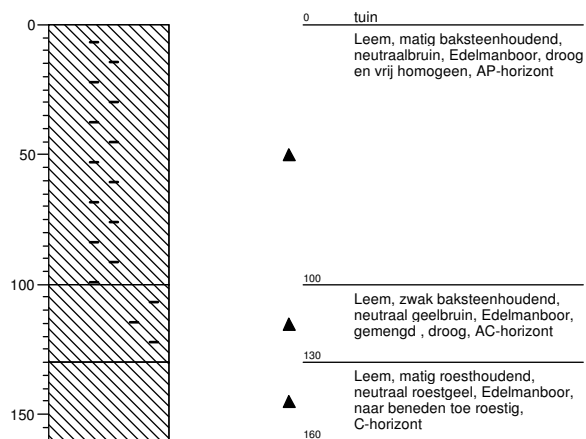 0
0
tuin
Leem, matig baksteenhoudend,
neutraalbruin, Edelmanboor, droog
en vrij homogeen, AP-horizont
50
100
100
Leem, zwak baksteenhoudend,
neutraal geelbruin, Edelmanboor,
gemengd , droog, AC-horizont
130
Leem, matig roesthoudend,
neutraal roestgeel, Edelmanboor,
naar beneden toe roestig,
C-horizont
150
160